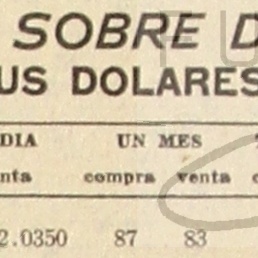 SOBRE D
US DOLARES
DIA UN MES
nta compra venta
2.0350 87 83